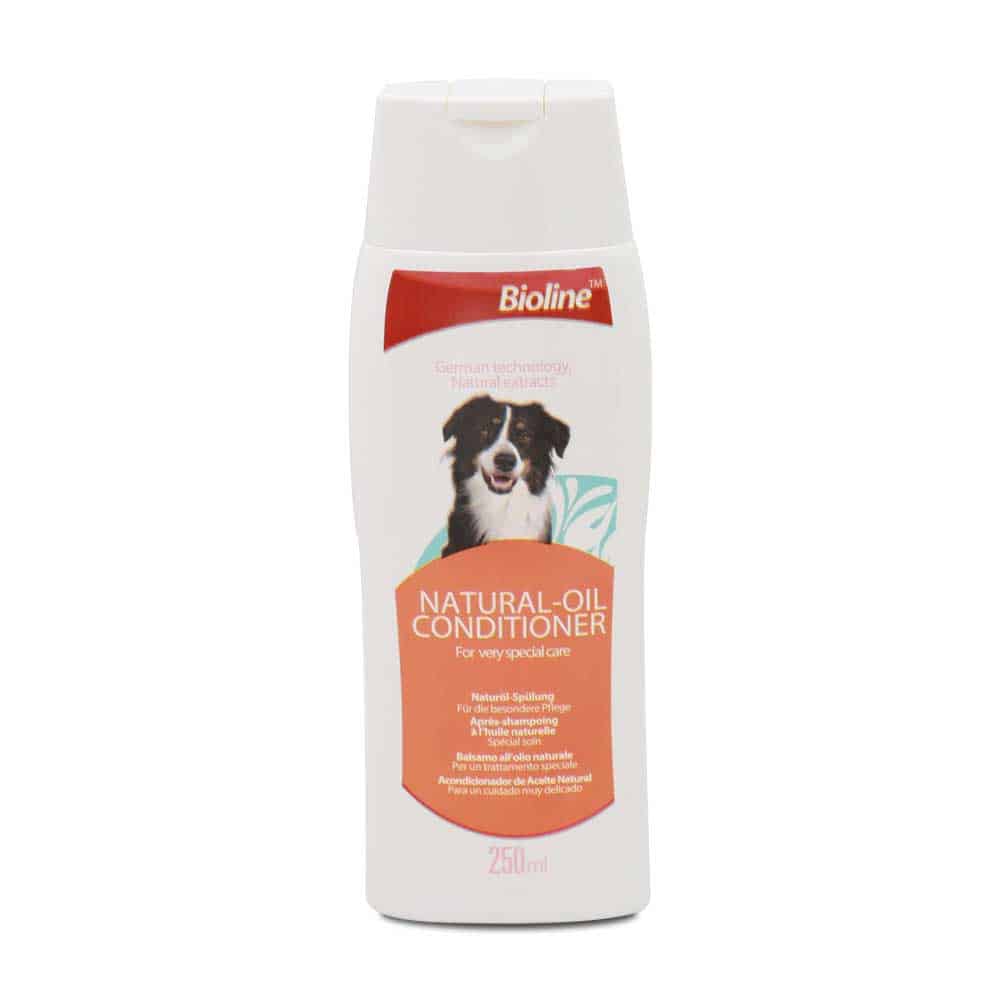 Bioline™
German technology,
Natural extracts
NATURAL-OIL
CONDITIONER
For very special care
Naturöl-Spüllung
Für die besondere Pflege
Après-shampoing
à l'huile naturelle
Spécial soin
Balsamo all'olio naturale
Per un trattamento speciale
Acondicionador de Aceite Natural
Para un cuidado muy delicado
250ml